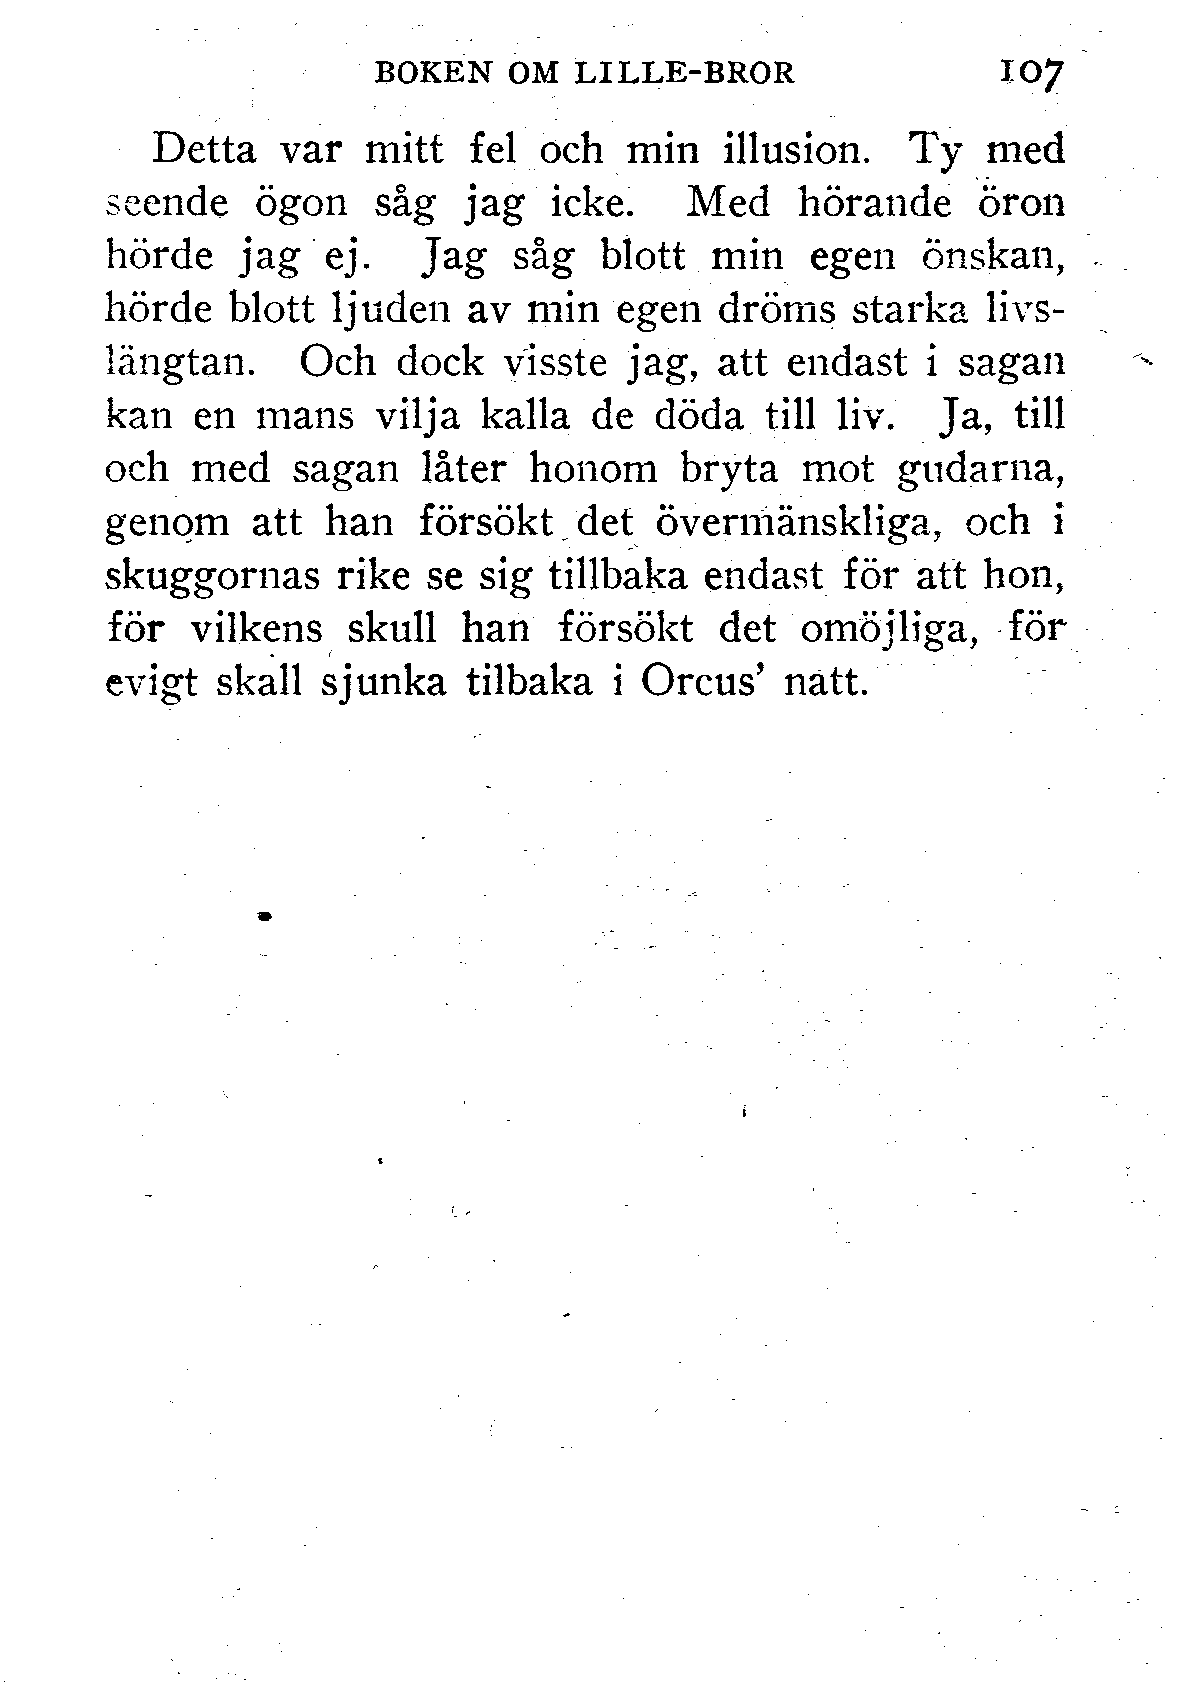 BOKEN OM LILLE-BROR 107
Detta var mitt fel och min illusion. Ty med
seende ögon såg jag icke. Med hörande öron
hörde jag ej. Jag såg blott min egen önskan,
hörde blott ljuden av min egen dröms starka livs-
längtan. Och dock visste jag, att endast i sagan
kan en mans vilja kalla de döda till liv. Ja, till
och med sagan låter honom bryta mot gudarna,
genom att han försökt det övermänskliga, och i
skuggornas rike se sig tillbaka endast för att hon,
för vilkens skull han försökt det omöjliga, för
evigt skall sjunka tilbaka i Orcus' natt.